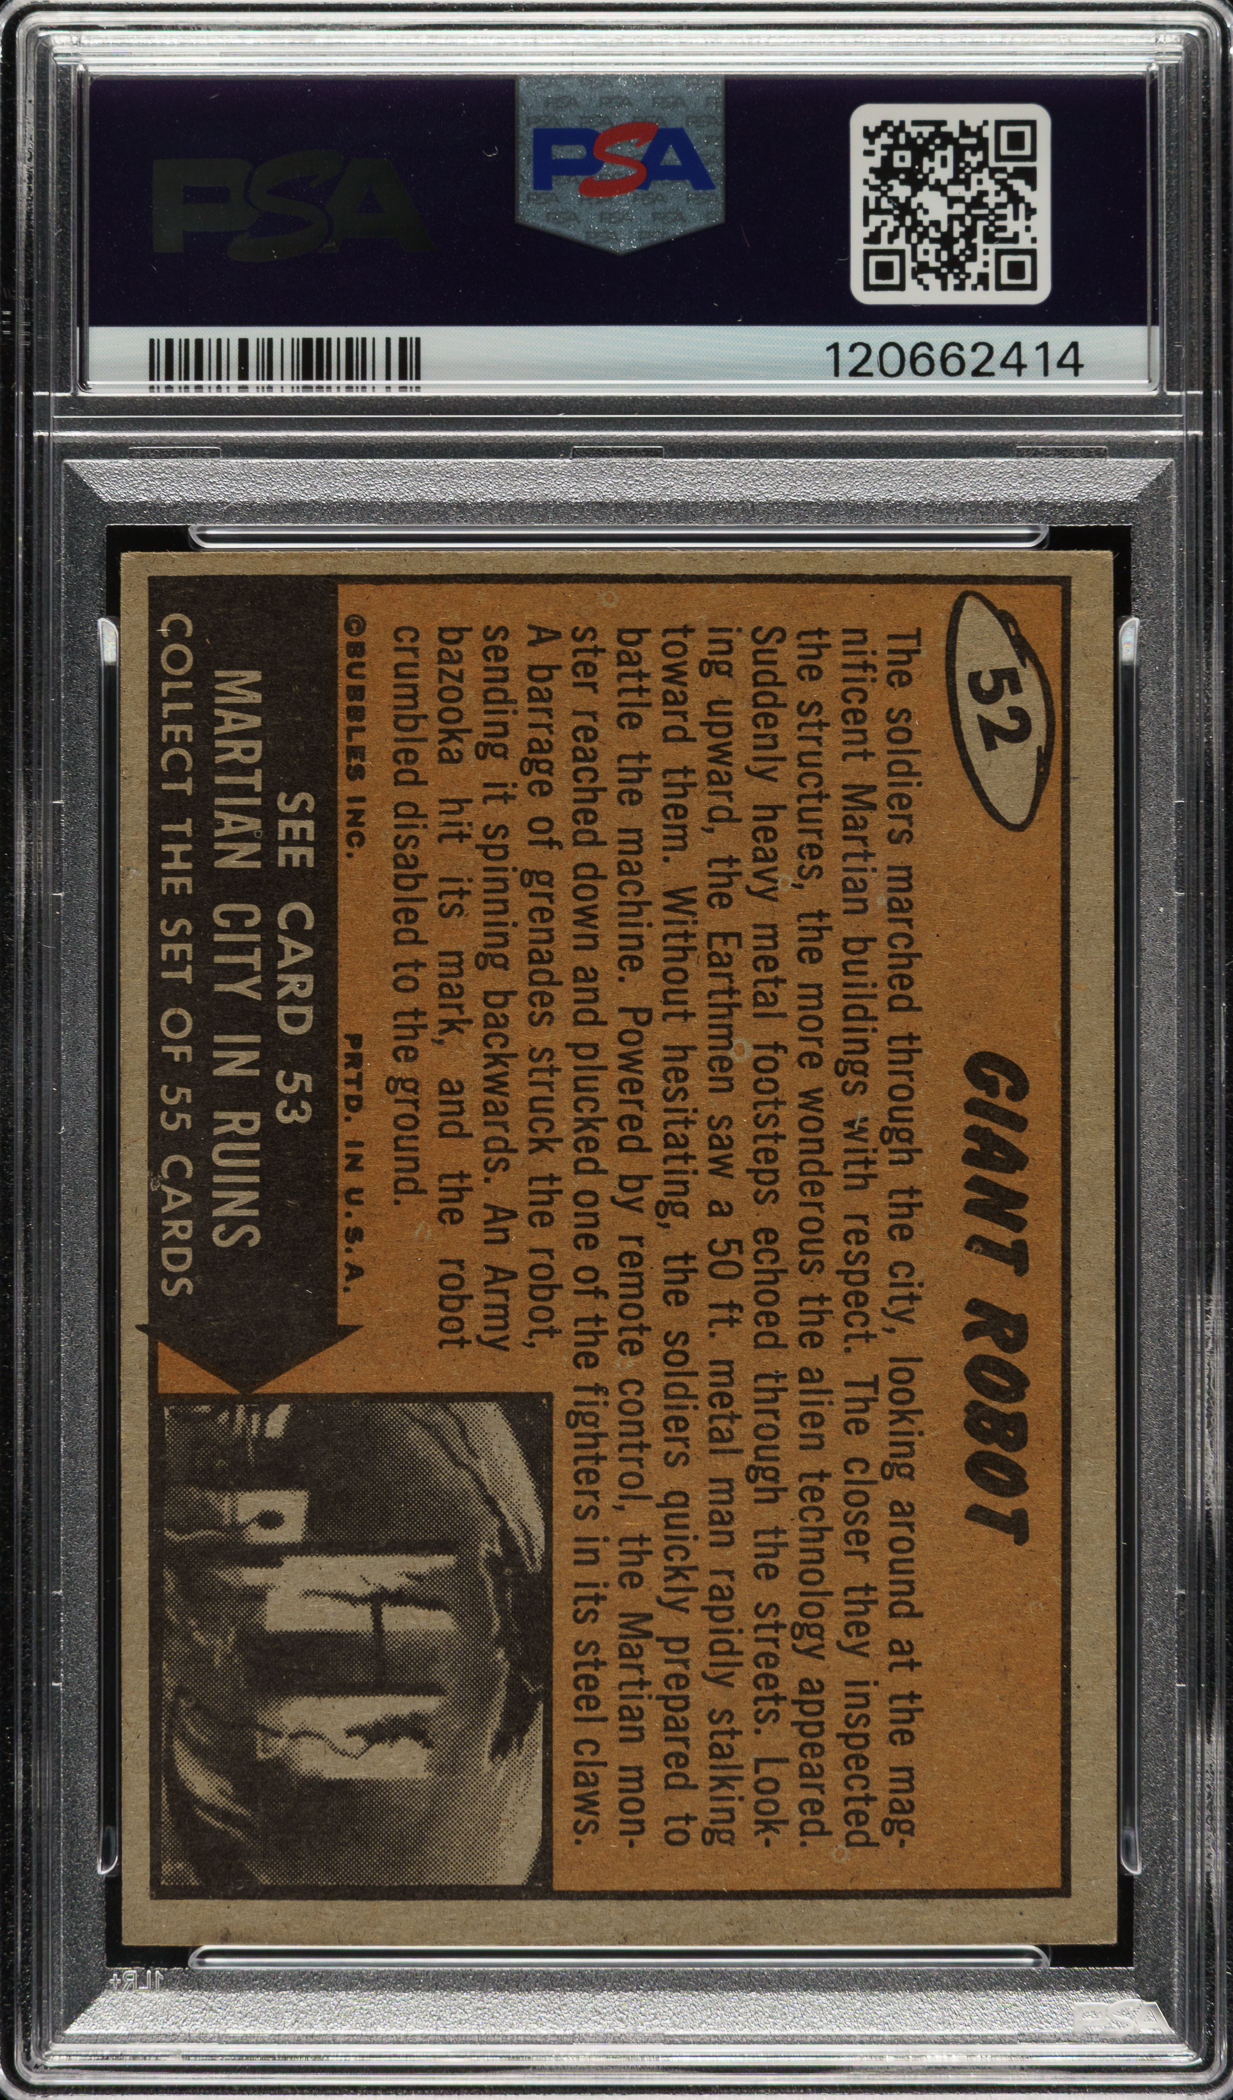 PSA
PSA
120662414
52
GIANT ROBOT
The soldiers marched through the city, looking around at the mag-
nificent Martian buildings with respect. The closer they inspected
the structures, the more wonderous the alien technology appeared.
Suddenly heavy metal footsteps echoed through the streets. Look-
ing upward, the Earthmen saw a 50 ft. metal man rapidly stalking
toward them. Without hesitating, the soldiers quickly prepared to
battle the machine. Powered by remote control, the Martian mon-
ster reached down and plucked one of the fighters in its steel claws.
A barrage of grenades struck the robot,
sending it spinning backwards. An Army
bazooka hit its mark, and the robot
crumbled disabled to the ground.
©BUBBLES INC. PRTD. IN U.S.A.
SEE CARD 53
MARTIAN CITY IN RUINS
COLLECT THE SET OF 55 CARDS
1LR+
PSA